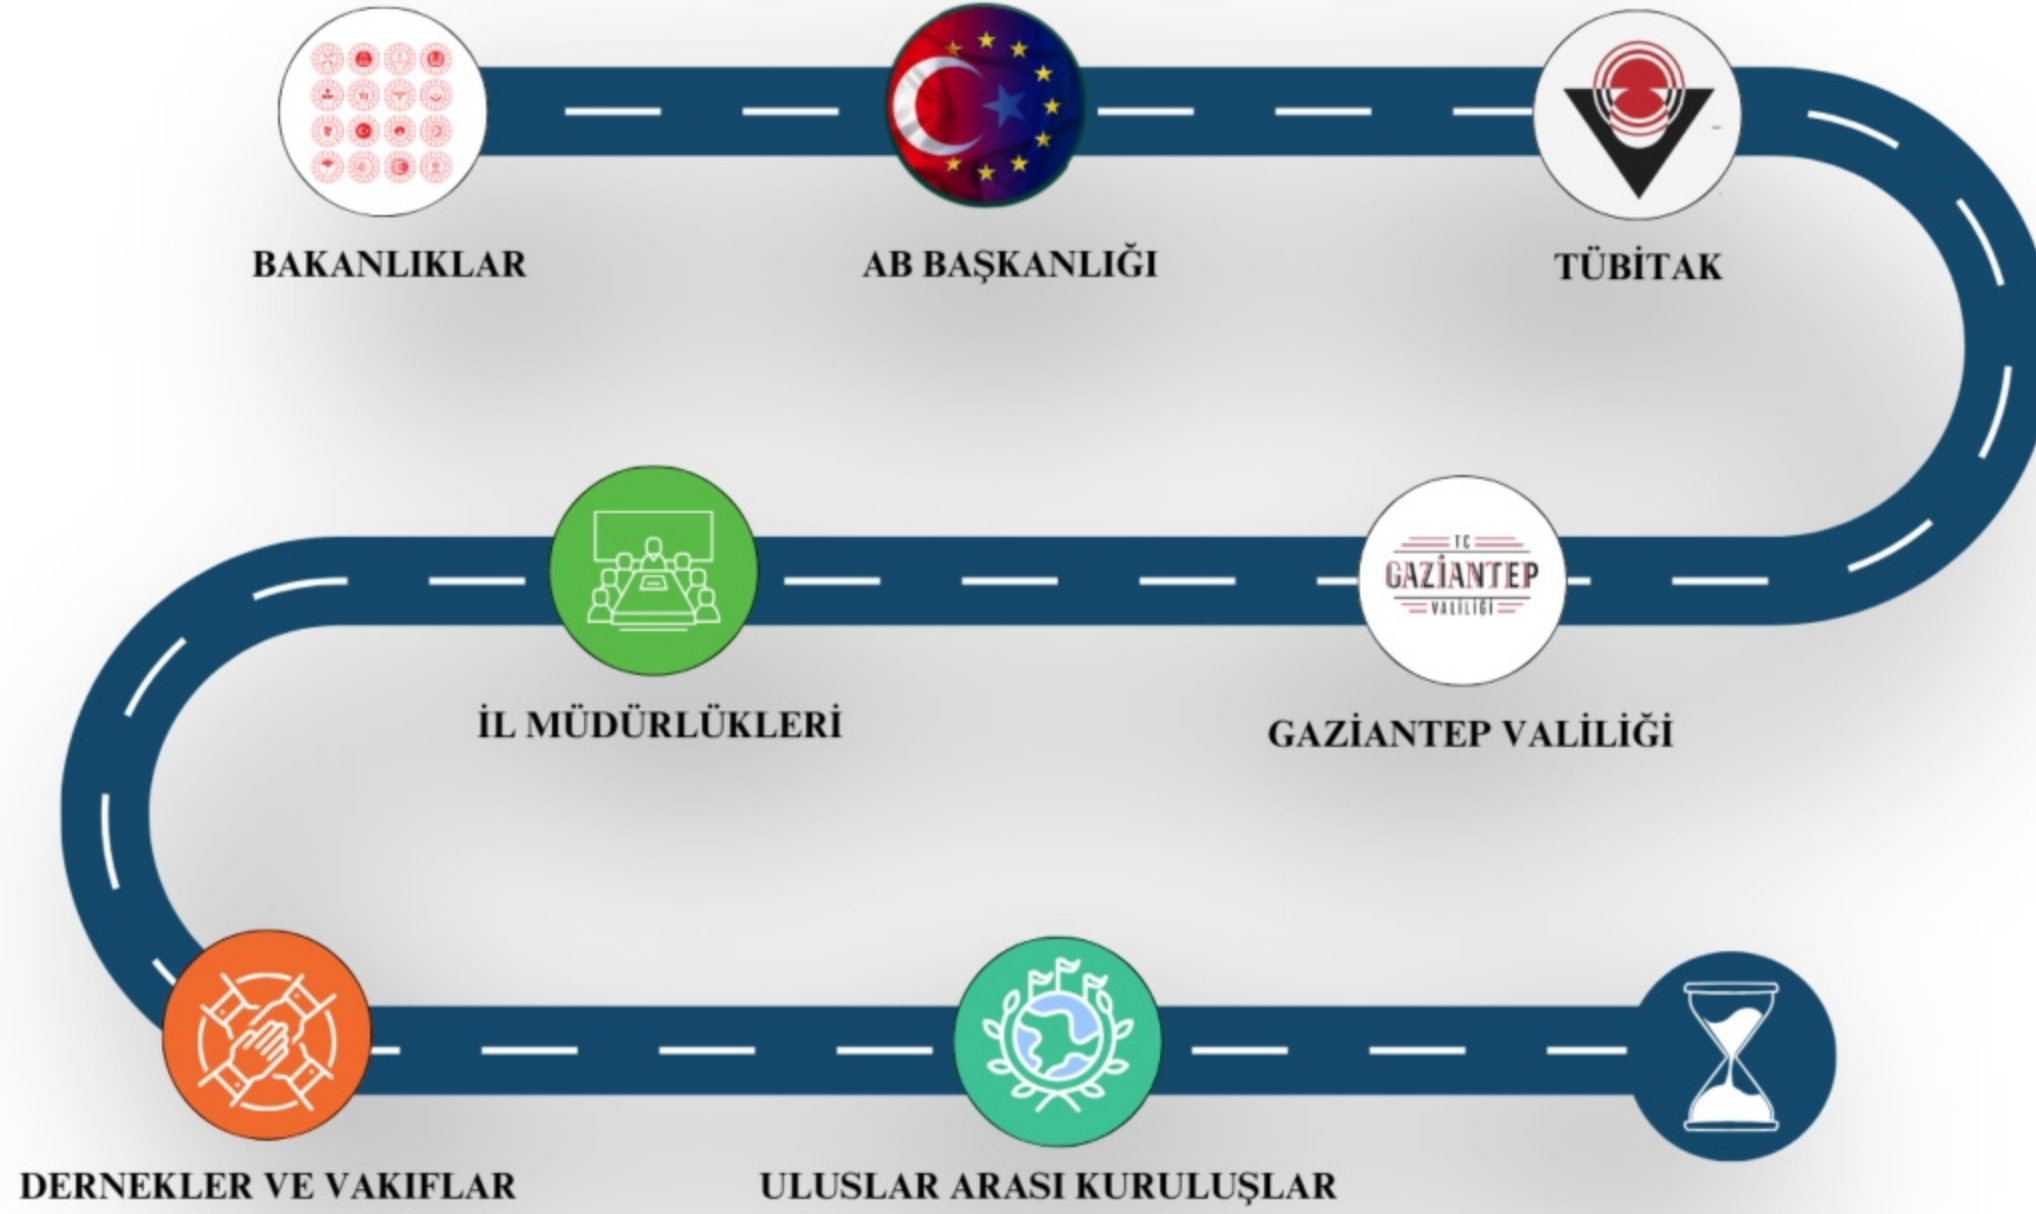 BAKANLIKLAR
AB BAŞKANLIĞI
TÜBİTAK
TC
GAZİANTEP
VALİLİĞİ
İL MÜDÜRLÜKLERİ
GAZİANTEP VALİLİĞİ
DERNEKLER VE VAKIFLAR
ULUSLAR ARASI KURULUŞLAR